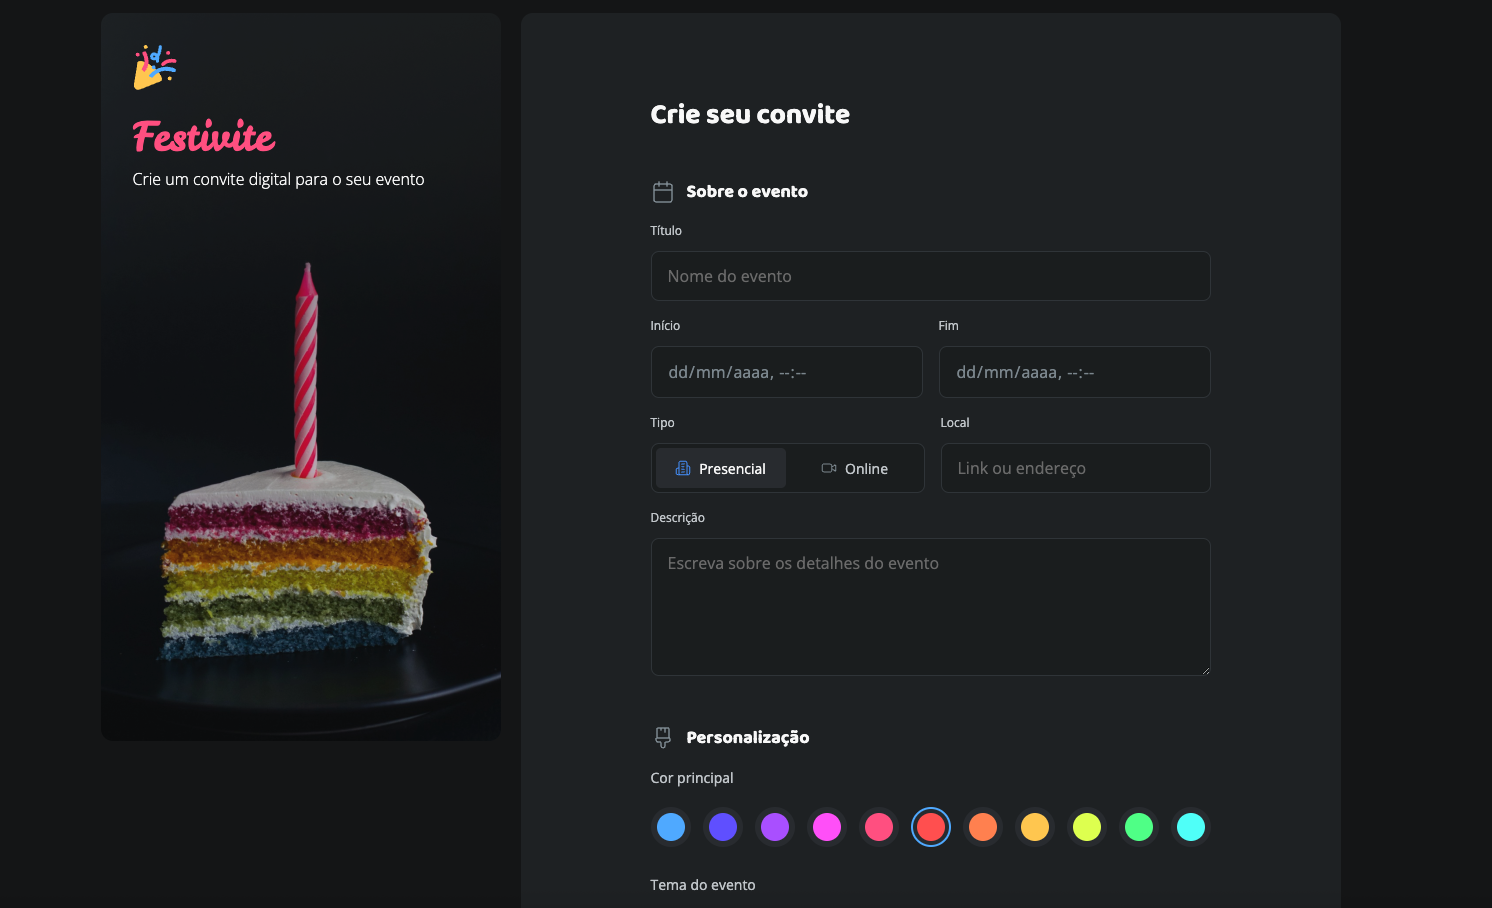 Festivite
Crie um convite digital para o seu evento
Crie seu convite
Sobre o evento
Título
Nome do evento
Início
Fim
dd/mm/aaaa, --:--
dd/mm/aaaa, --:--
Tipo
Local
Presencial
Online
Link ou endereço
Descrição
Escreva sobre os detalhes do evento
Personalização
Cor principal
Tema do evento